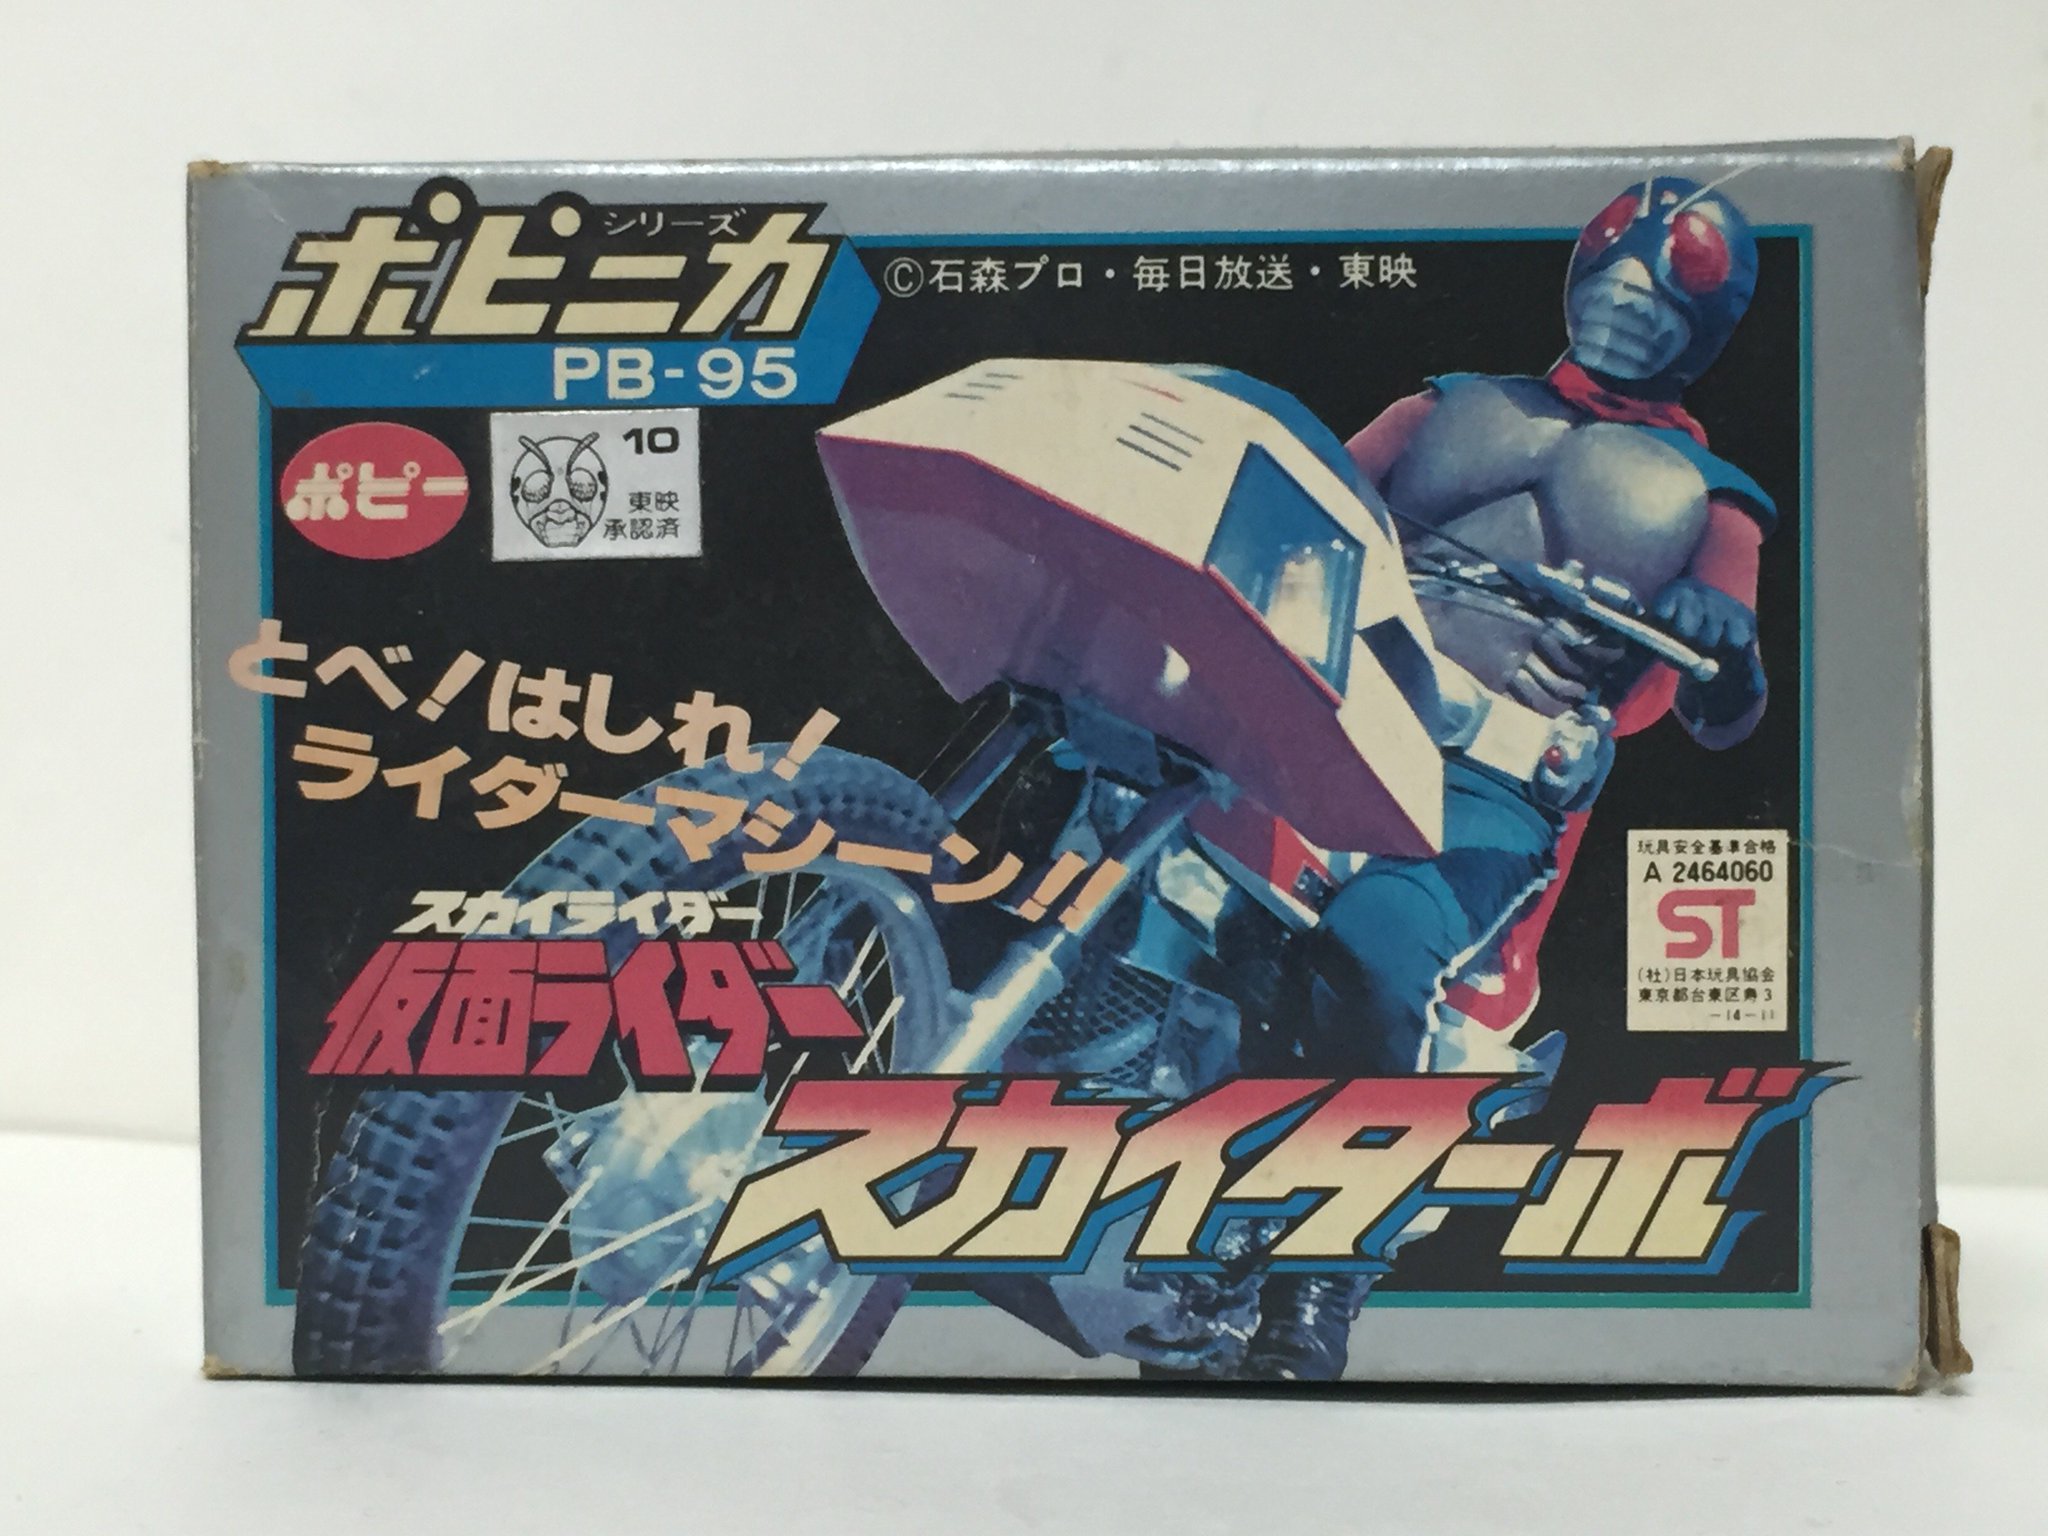 ポピニカ
シリーズ
PB-95
©石森プロ・毎日放送・東映
ポピー
10
東映
承認済
とべ!はしれ!
ライダーマシーン!!
スカイライダー
仮面ライダー
スカイターボ
玩具安全基準合格
A 2464060
ST
(社)日本玩具協会
東京都台東区寿3
-14-11